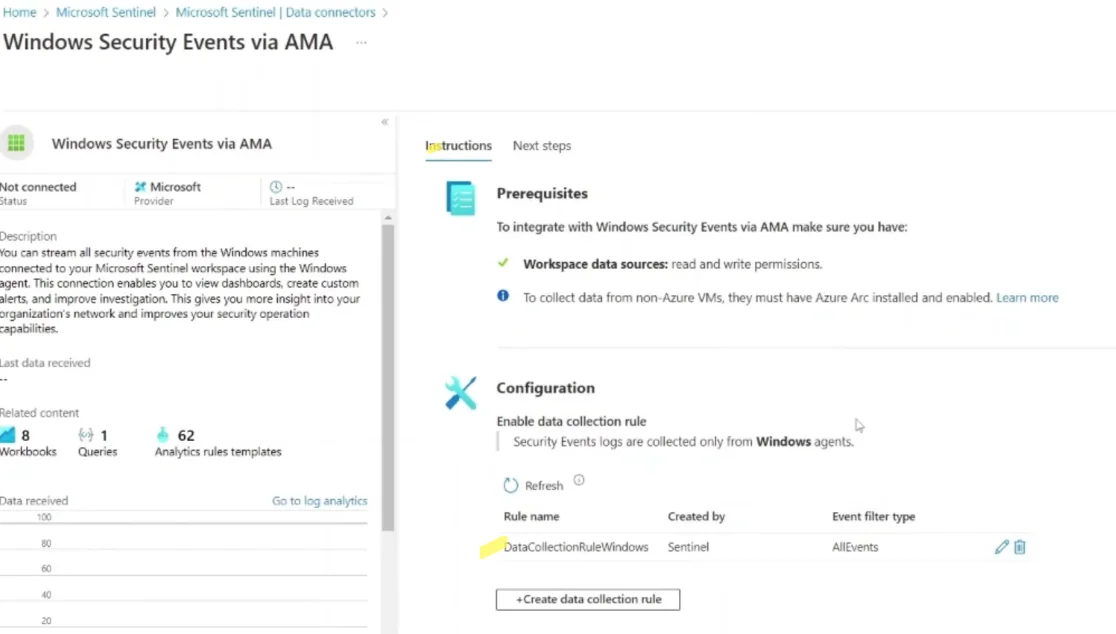 Home > Microsoft Sentinel > Microsoft Sentinel | Data connectors >
Windows Security Events via AMA ...
«
Windows Security Events via AMA
Not connected
Status
Microsoft
Provider
--
Last Log Received
Description
You can stream all security events from the Windows machines
connected to your Microsoft Sentinel workspace using the Windows
agent. This connection enables you to view dashboards, create custom
alerts, and improve investigation. This gives you more insight into your
organization's network and improves your security operation
capabilities.
Last data received
--
Related content
8
Workbooks
1
Queries
62
Analytics rules templates
Data received
Go to log analytics
100
80
60
40
20
Instructions Next steps
Prerequisites
To integrate with Windows Security Events via AMA make sure you have:
Workspace data sources: read and write permissions.
To collect data from non-Azure VMs, they must have Azure Arc installed and enabled. Learn more
Configuration
Enable data collection rule
Security Events logs are collected only from Windows agents.
Refresh
Rule name Created by Event filter type
DataCollectionRuleWindows Sentinel AllEvents
+Create data collection rule